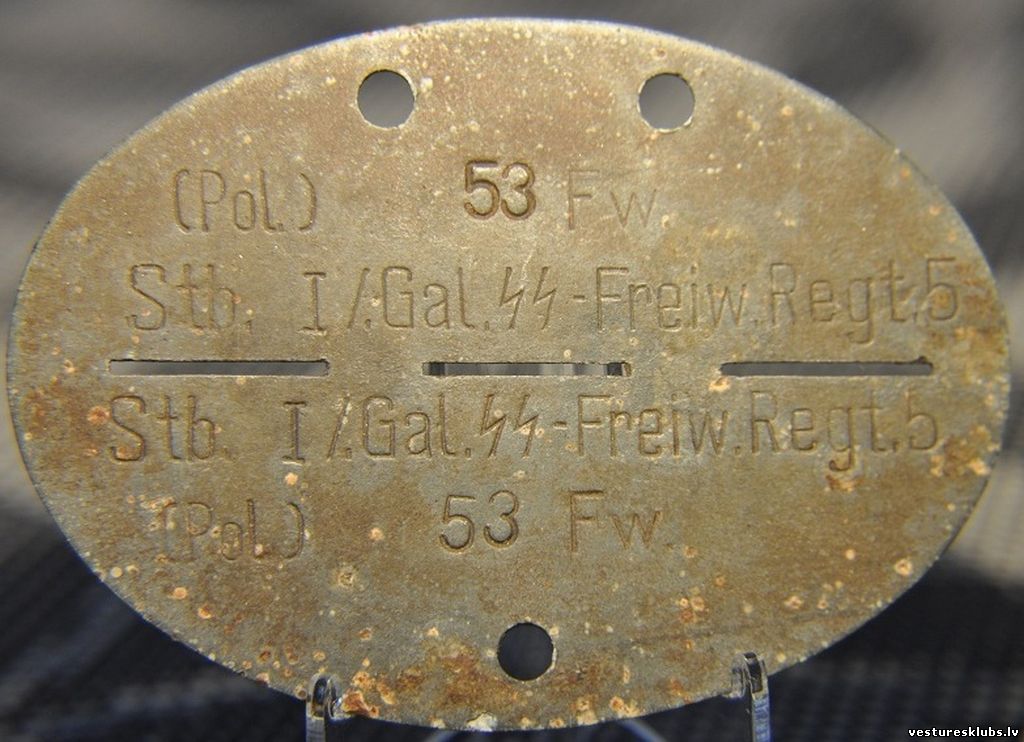 (Pol.) 53 Fw
Stb. I/.Gal.ᛋᛋ-Freiw.Regt.5
Stb. I/.Gal.ᛋᛋ-Freiw.Regt.5
(Pol.) 53 Fw.
vesturesklubs.lv